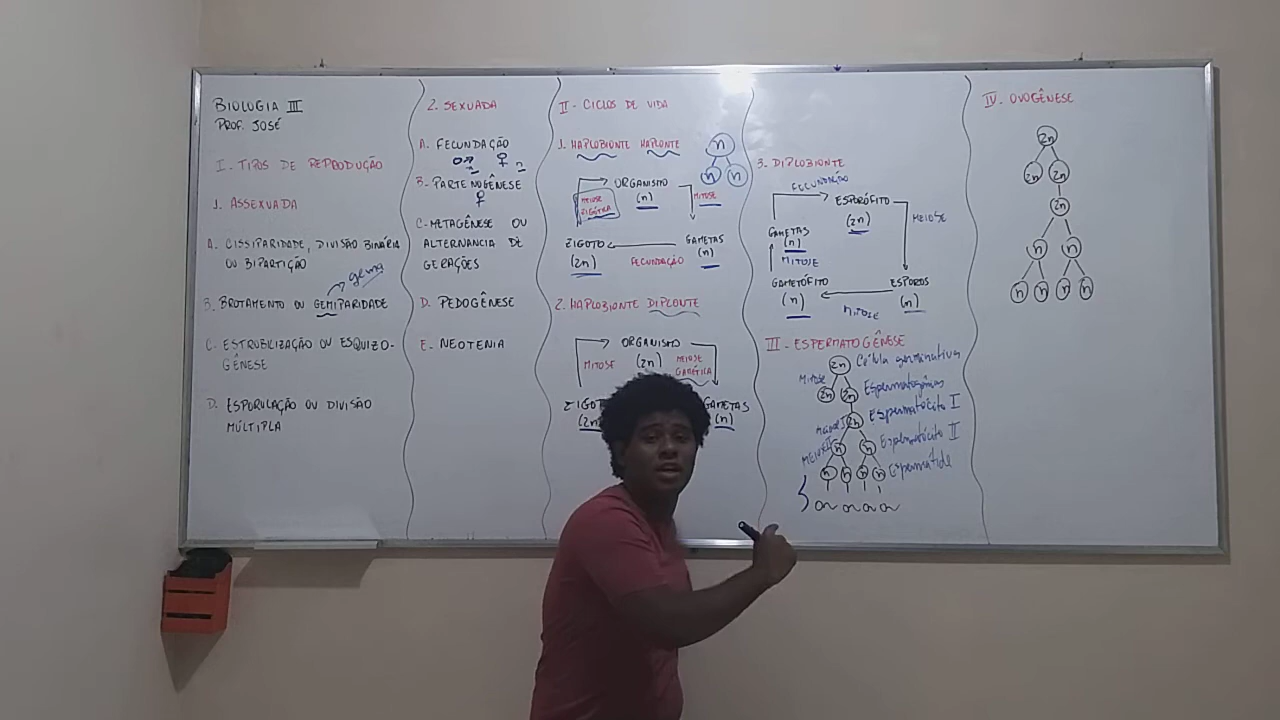 BIOLOGIA III
PROF. JOSÉ
I. TIPOS DE REPRODUÇÃO
1. ASSEXUADA
A. CISSIPARIDADE, DIVISÃO BINÁRIA
OU BIPARTIÇÃO
gema
B. BROTAMENTO OU GEMIPARIDADE
C. ESTROBILIZAÇÃO OU ESQUIZO-
GÊNESE
D. ESPORULAÇÃO OU DIVISÃO
MÚLTIPLA
2. SEXUADA
A. FECUNDAÇÃO
♂ ♀
B. PARTENOGÊNESE
♀
C. METAGÊNESE OU
ALTERNANCIA DE
GERAÇÕES
D. PEDOGÊNESE
E. NEOTENIA
II - CICLOS DE VIDA
1. HAPLOBIONTE HAPLONTE
n
n n
ORGANISMO
(n)
MEIOSE
ZIGÓTICA
MITOSE
ZIGOTO
(2n)
GAMETAS
(n)
FECUNDAÇÃO
2. HAPLOBIONTE DIPLONTE
ORGANISMO
(2n)
MITOSE
MEIOSE
GAMÉTICA
ZIGOT
(2n
GAMETAS
(n)
3. DIPLOBIONTE
FECUNDAÇÃO
ESPORÓFITO
(2n)
MEIOSE
GAMETAS
(n)
MITOSE
GAMETÓFITO
(n)
ESPOROS
(n)
MITOSE
III - ESPERMATOGÊNESE
2n Célula germinativa
MITOSE
2n 2n Espermatogônias
2n Espermatócito I
MEIOSE I
n n Espermatócito II
MEIOSE II
n n n n Espermátide
IV. OVOGÊNESE
2n
2n 2n
2n
n n
n n n n